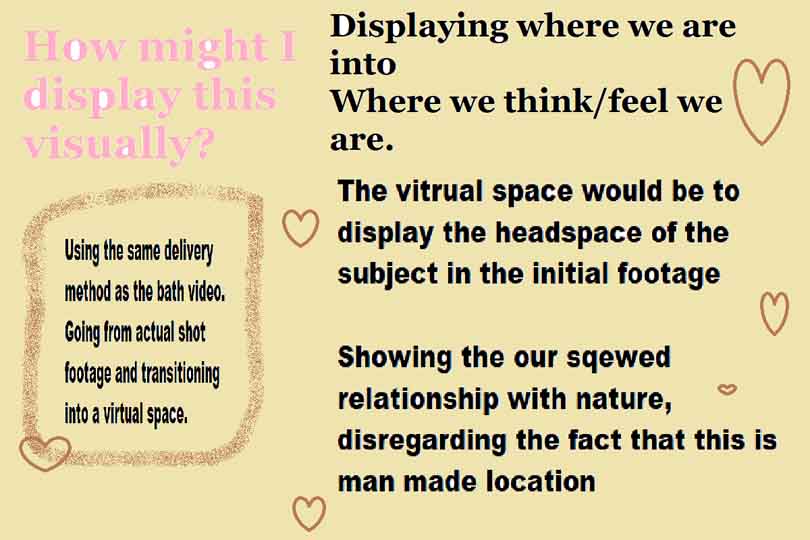 How might I
display this
visually?
Displaying where we are
into
Where we think/feel we
are.
Using the same delivery
method as the bath video.
Going from actual shot
footage and transitioning
into a virtual space.
The vitrual space would be to
display the headspace of the
subject in the initial footage
Showing the our sqewed
relationship with nature,
disregarding the fact that this is
man made location